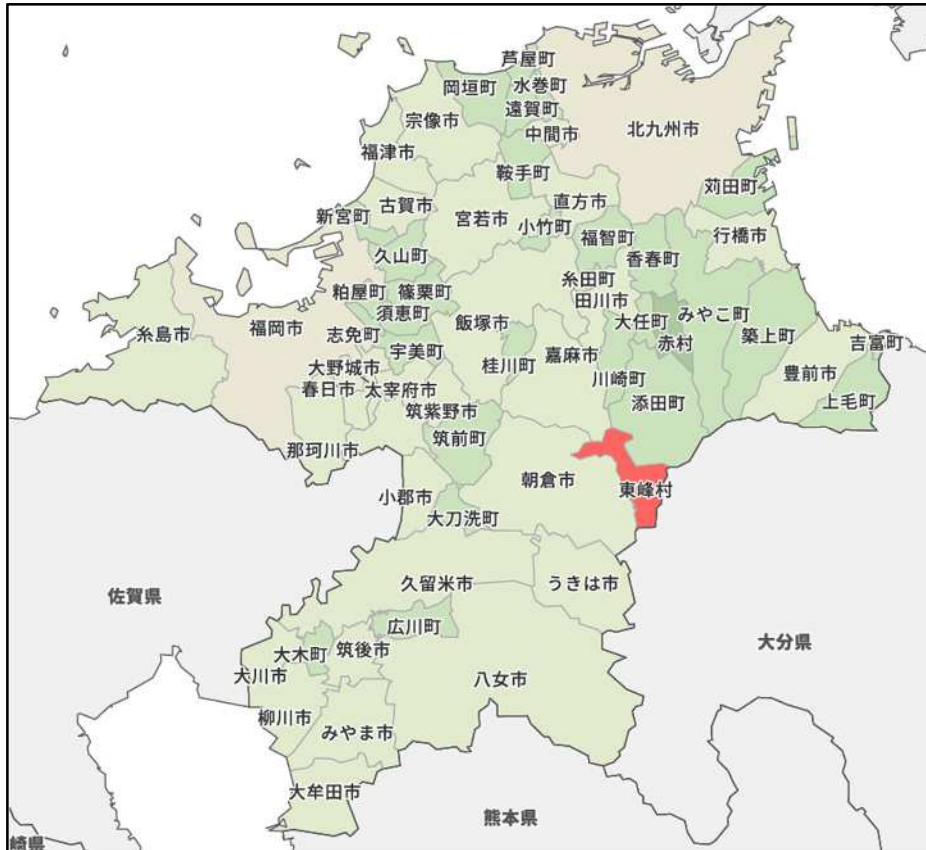 芦屋町
岡垣町
水巻町
遠賀町
宗像市
中間市
北九州市
福津市
鞍手町
苅田町
直方市
古賀市
新宮町
宮若市
小竹町
福智町
行橋市
久山町
香春町
糸田町
粕屋町
篠栗町
田川市
須恵町
飯塚市
大任町
みやこ町
糸島市
福岡市
志免町
築上町
吉富町
赤村
宇美町
嘉麻市
大野城市
桂川町
豊前市
川崎町
春日市
太宰府市
添田町
上毛町
筑紫野市
筑前町
那珂川市
朝倉市
東峰村
小郡市
大刀洗町
久留米市
うきは市
佐賀県
広川町
大分県
大木町
筑後市
大川市
八女市
柳川市
みやま市
大牟田市
熊本県
崎県